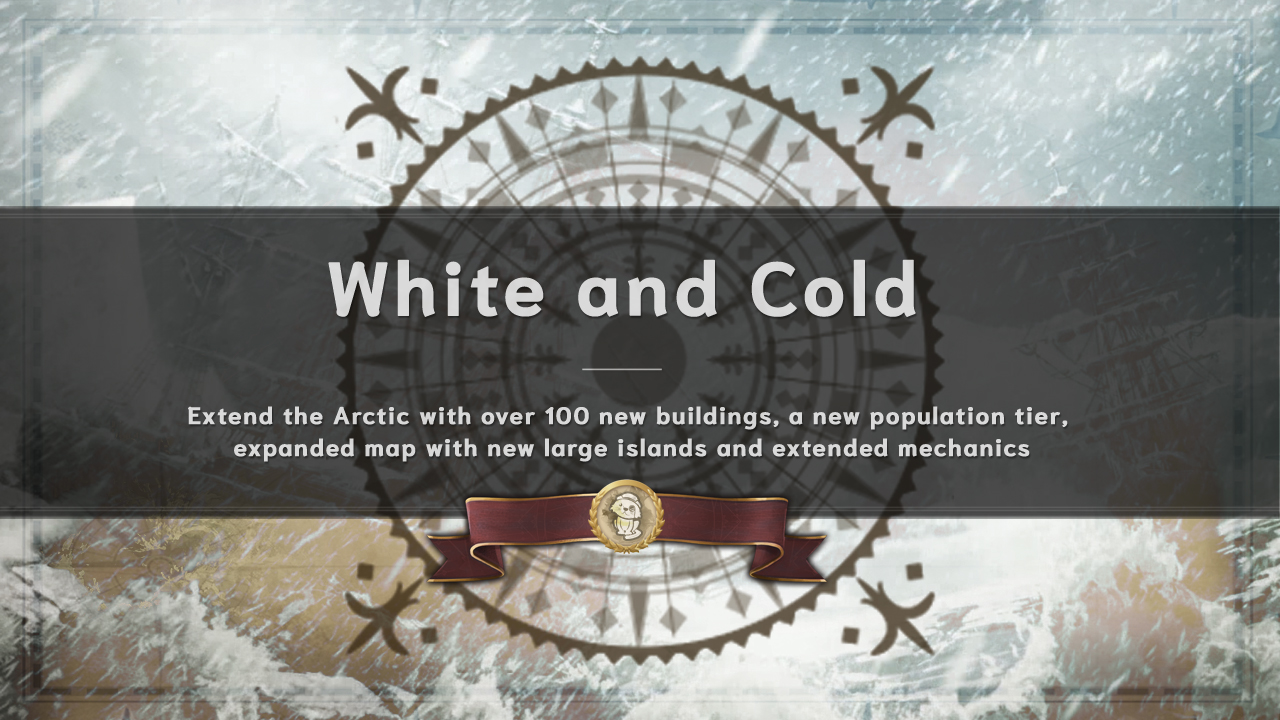 White and Cold
Extend the Arctic with over 100 new buildings, a new population tier,
expanded map with new large islands and extended mechanics